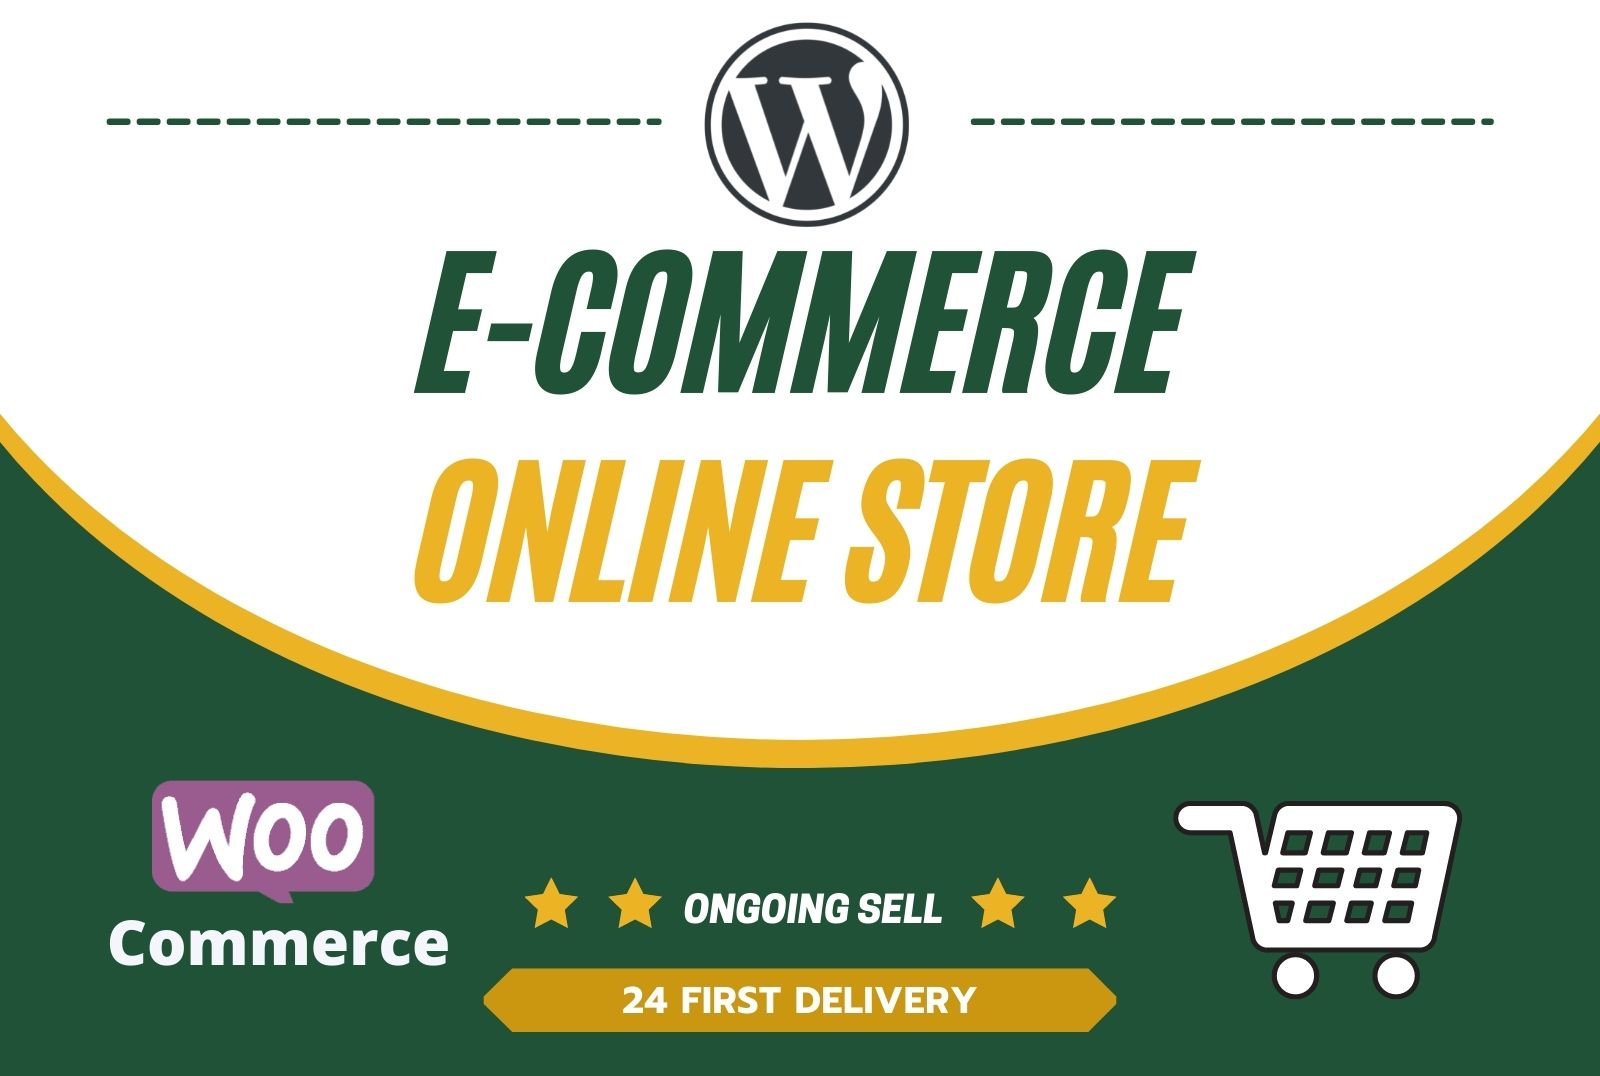 W
E-COMMERCE
ONLINE STORE
Woo
Commerce
ONGOING SELL
24 FIRST DELIVERY